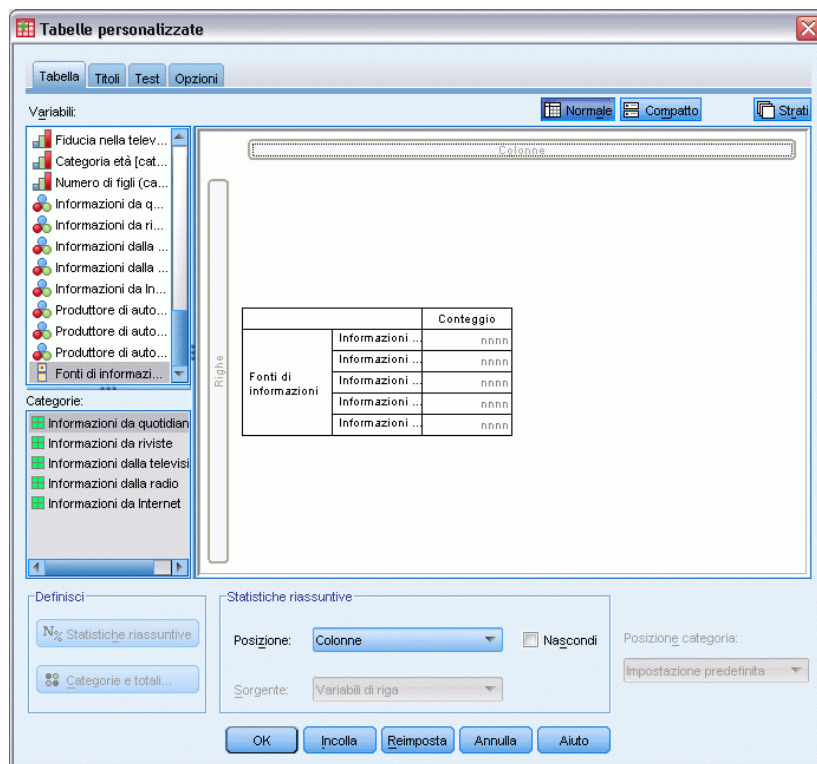 Tabelle personalizzate
Tabella Titoli Test Opzioni
Variabili:
Normale Compatto Strati
Fiducia nella telev...
Categoria età [cat...
Numero di figli (ca...
Informazioni da q...
Informazioni da ri...
Informazioni dalla ...
Informazioni dalla ...
Informazioni da In...
Produttore di auto...
Produttore di auto...
Produttore di auto...
Fonti di informazi...
Categorie:
Informazioni da quotidian
Informazioni da riviste
Informazioni dalla televisi
Informazioni dalla radio
Informazioni da Internet
Colonne
Righe
Conteggio
Fonti di informazioni
Informazioni ... nnnn
Informazioni ... nnnn
Informazioni ... nnnn
Informazioni ... nnnn
Informazioni ... nnnn
Definisci
N% Statistiche riassuntive
Categorie e totali...
Statistiche riassuntive
Posizione: Colonne Nascondi
Sorgente: Variabili di riga
Posizione categoria:
Impostazione predefinita
OK Incolla Reimposta Annulla Aiuto